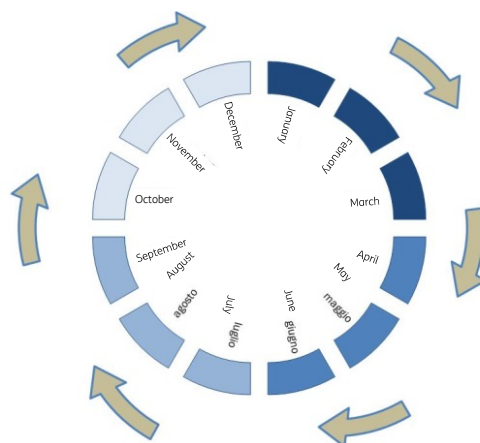 January
February
March
April
May
maggio
June
giugno
July
luglio
August
agosto
September
October
November
December